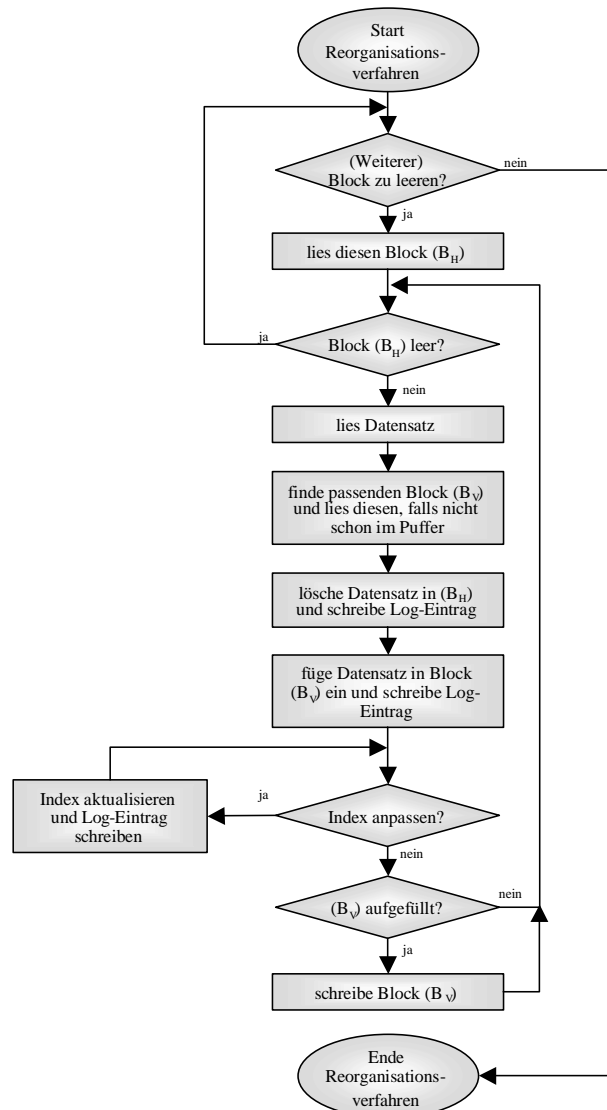 Start
Reorganisations-
verfahren
(Weiterer)
Block zu leeren?
nein
ja
lies diesen Block (B_H)
ja
Block (B_H) leer?
nein
lies Datensatz
finde passenden Block (B_V)
und lies diesen, falls nicht
schon im Puffer
lösche Datensatz in (B_H)
und schreibe Log-Eintrag
füge Datensatz in Block
(B_V) ein und schreibe Log-
Eintrag
Index aktualisieren
und Log-Eintrag
schreiben
ja
Index anpassen?
nein
(B_V) aufgefüllt?
nein
ja
schreibe Block (B_V)
Ende
Reorganisations-
verfahren